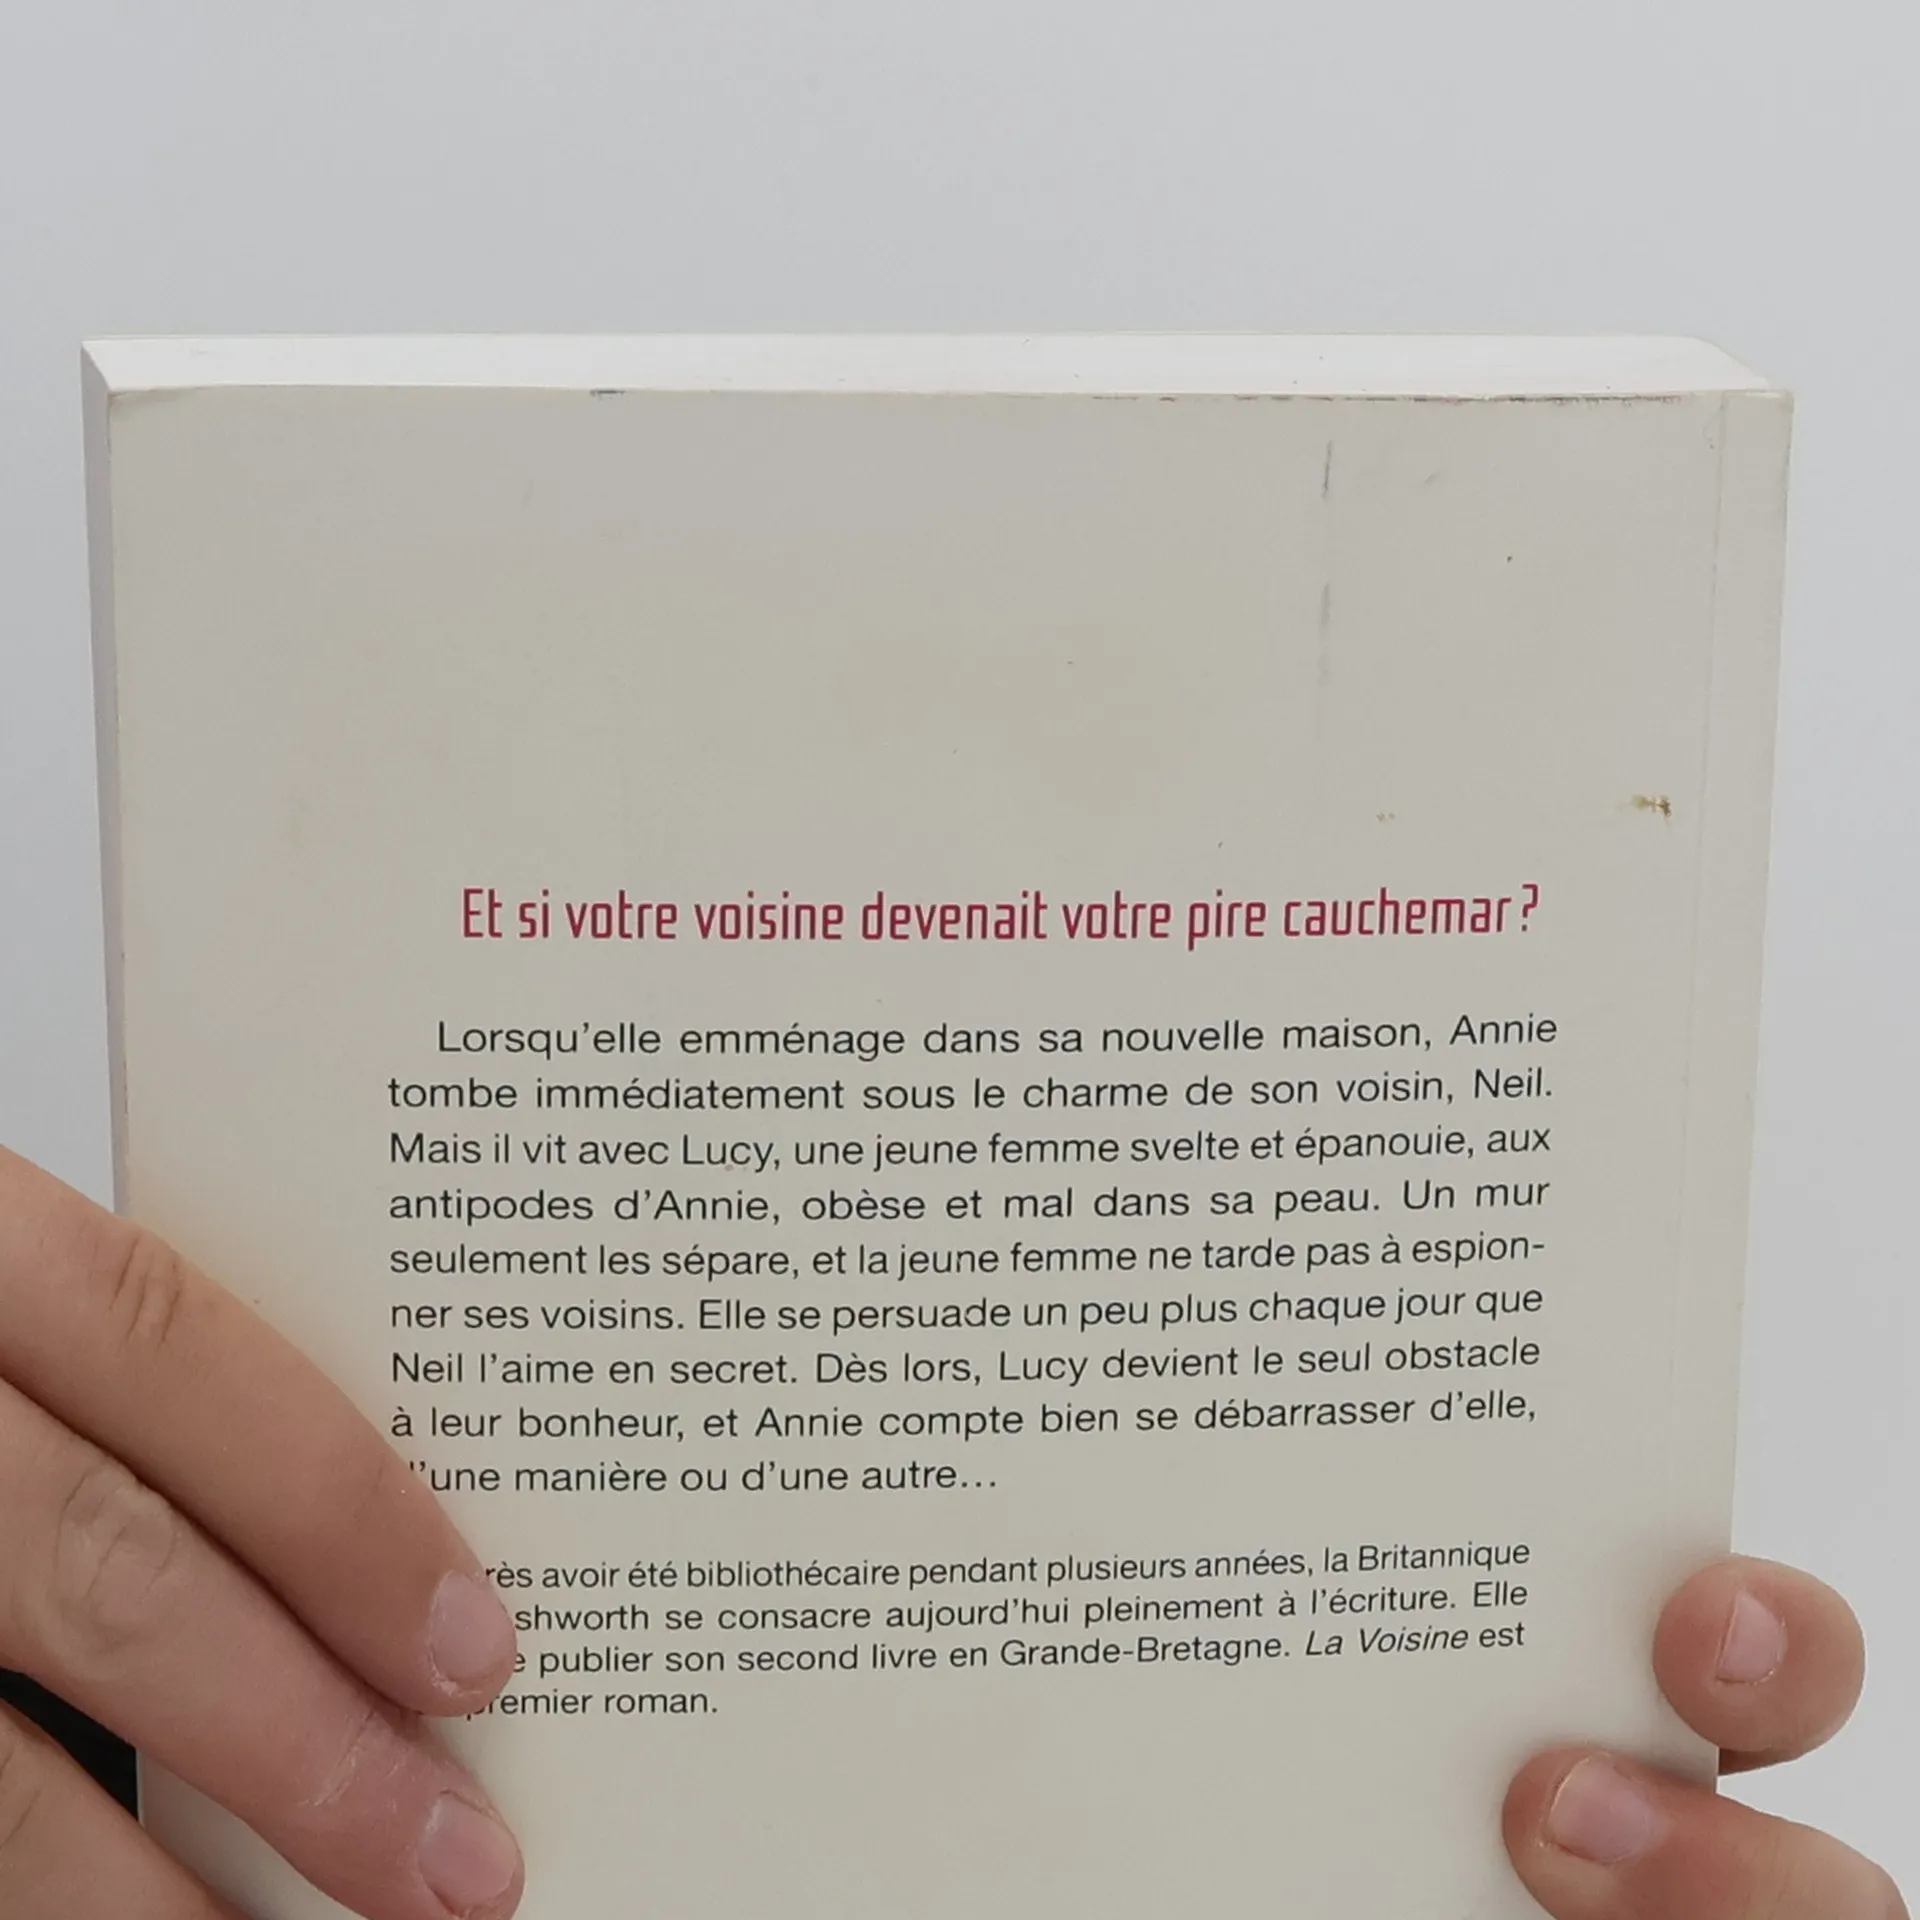 Et si votre voisine devenait votre pire cauchemar ?
Lorsqu'elle emménage dans sa nouvelle maison, Annie
tombe immédiatement sous le charme de son voisin, Neil.
Mais il vit avec Lucy, une jeune femme svelte et épanouie, aux
antipodes d'Annie, obèse et mal dans sa peau. Un mur
seulement les sépare, et la jeune femme ne tarde pas à espion-
ner ses voisins. Elle se persuade un peu plus chaque jour que
Neil l'aime en secret. Dès lors, Lucy devient le seul obstacle
à leur bonheur, et Annie compte bien se débarrasser d'elle,
'une manière ou d'une autre...
rès avoir été bibliothécaire pendant plusieurs années, la Britannique
shworth se consacre aujourd'hui pleinement à l'écriture. Elle
e publier son second livre en Grande-Bretagne. La Voisine est
remier roman.